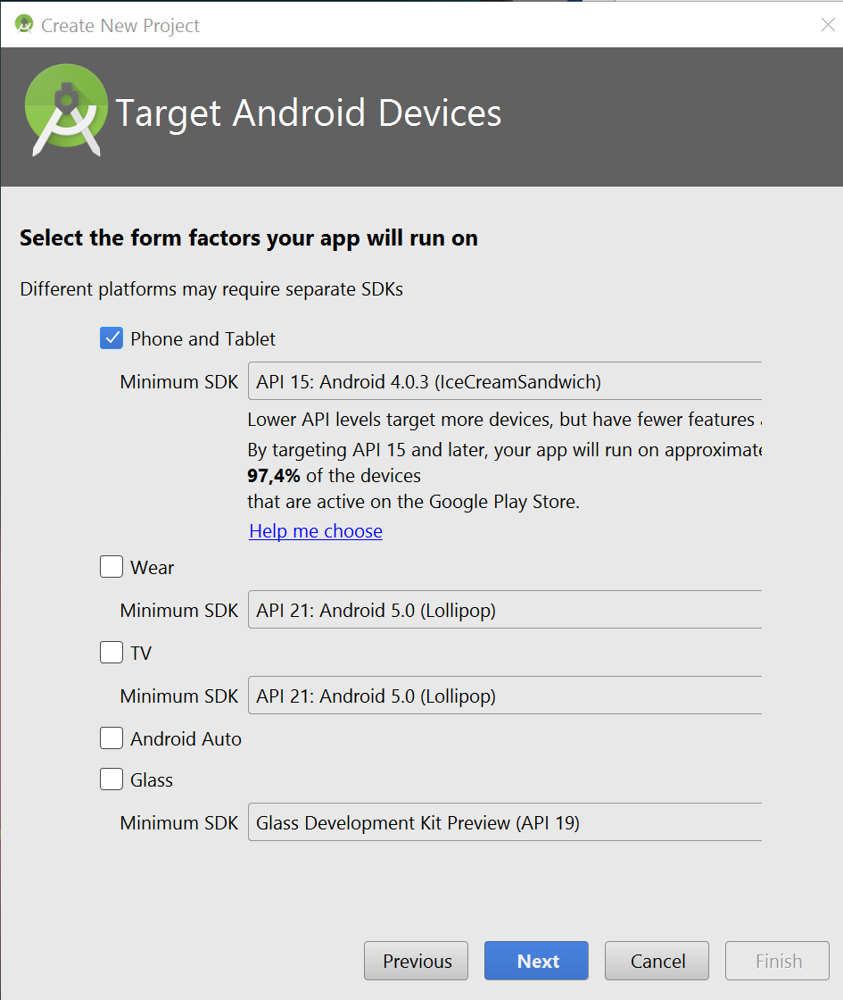 Create New Project
Target Android Devices
Select the form factors your app will run on
Different platforms may require separate SDKs
Phone and Tablet
Minimum SDK API 15: Android 4.0.3 (IceCreamSandwich)
Lower API levels target more devices, but have fewer features
By targeting API 15 and later, your app will run on approximate
97,4% of the devices
that are active on the Google Play Store.
Help me choose
Wear
Minimum SDK API 21: Android 5.0 (Lollipop)
TV
Minimum SDK API 21: Android 5.0 (Lollipop)
Android Auto
Glass
Minimum SDK Glass Development Kit Preview (API 19)
Previous Next Cancel Finish